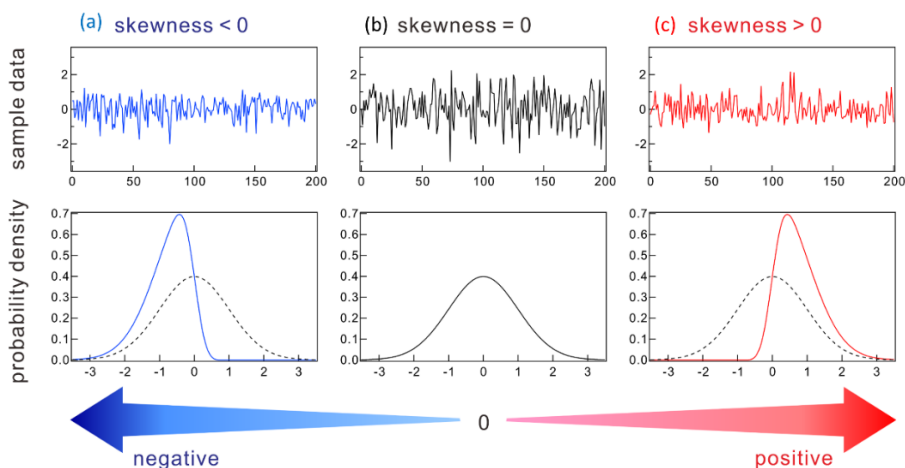 (a) skewness < 0
(b) skewness = 0
(c) skewness > 0
sample data
2
0
-2
0 50 100 150 200
2
0
-2
0 50 100 150 200
2
0
-2
0 50 100 150 200
probability density
0.7
0.6
0.5
0.4
0.3
0.2
0.1
0.0
-3 -2 -1 0 1 2 3
0.7
0.6
0.5
0.4
0.3
0.2
0.1
0.0
-3 -2 -1 0 1 2 3
0.7
0.6
0.5
0.4
0.3
0.2
0.1
0.0
-3 -2 -1 0 1 2 3
0
negative
positive